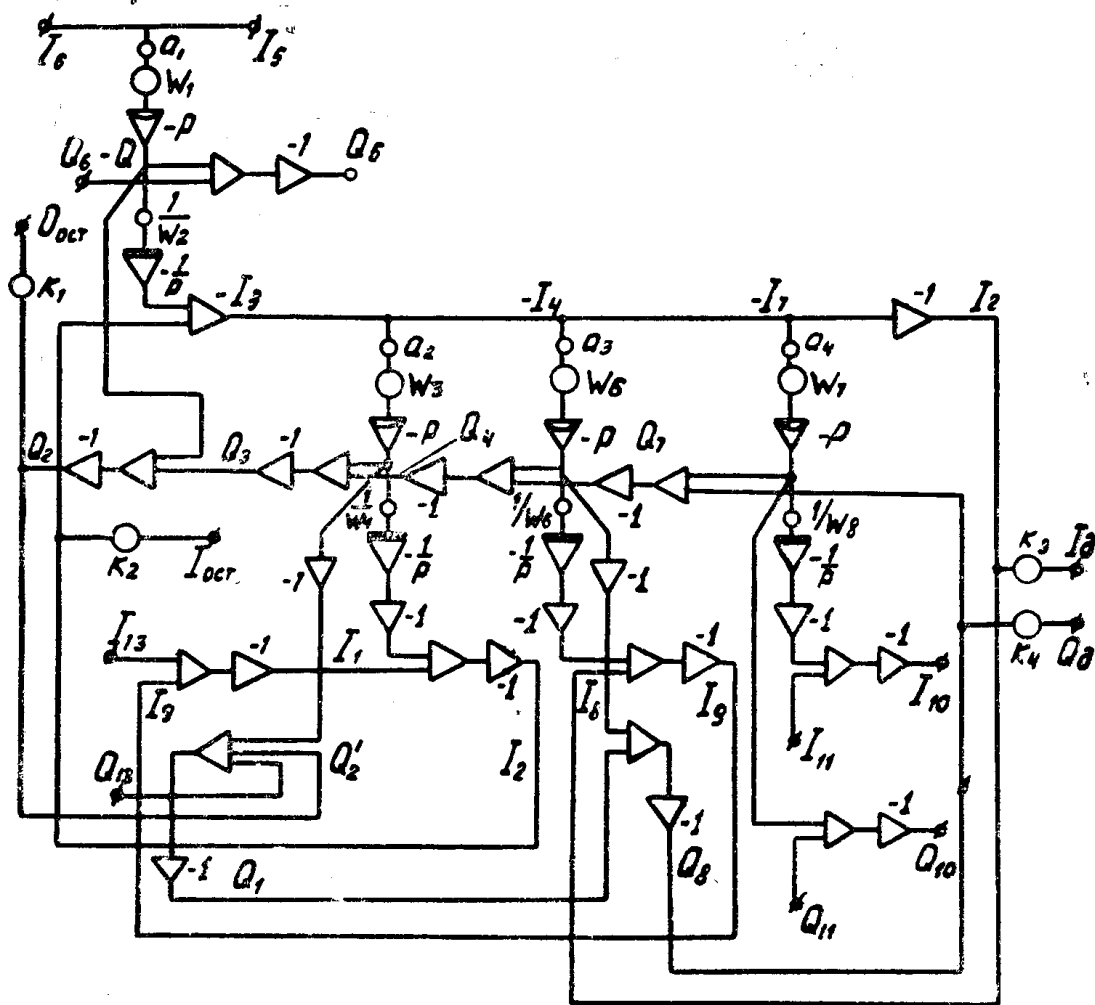 I₆ I₅
a₁
W₁
-p
Q₆ - Q -1 Q₅
1/W₂
Oост
-1/p
K₁
-I₃ -I₄ -I₇ -1 I₂
a₂ a₃ a₄
W₃ W₅ W₇
-p -p -p
Q₂ -1 Q₃ -1 Q₄ Q₇
1/W₄ -1 1/W₆ -1 1/W₈
K₂ Iост -1/p -1/p -1/p K₃ Iд
-1 -1
-1 -1 -1
K₄ Qд
I₁₃ -1 I₁ -1 -1 -1
I₉ I₂ I₈ I₉ I₁₀
I₁₁
Q₁₃ Q₂'
-1 -1
-1 Q₁ Q₈ Q₁₀
Q₁₁